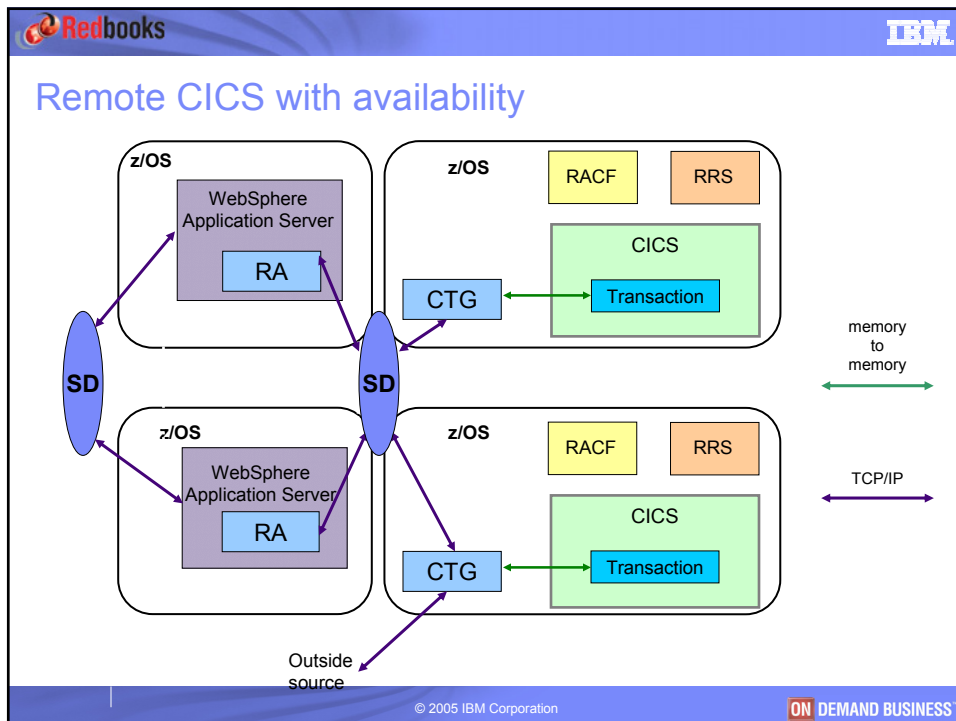 Redbooks
IBM
Remote CICS with availability
z/OS
WebSphere
Application Server
RA
z/OS
RACF
RRS
CICS
CTG
Transaction
SD
SD
memory
to
memory
z/OS
WebSphere
Application Server
RA
z/OS
RACF
RRS
CICS
CTG
Transaction
TCP/IP
Outside
source
© 2005 IBM Corporation
ON DEMAND BUSINESS™